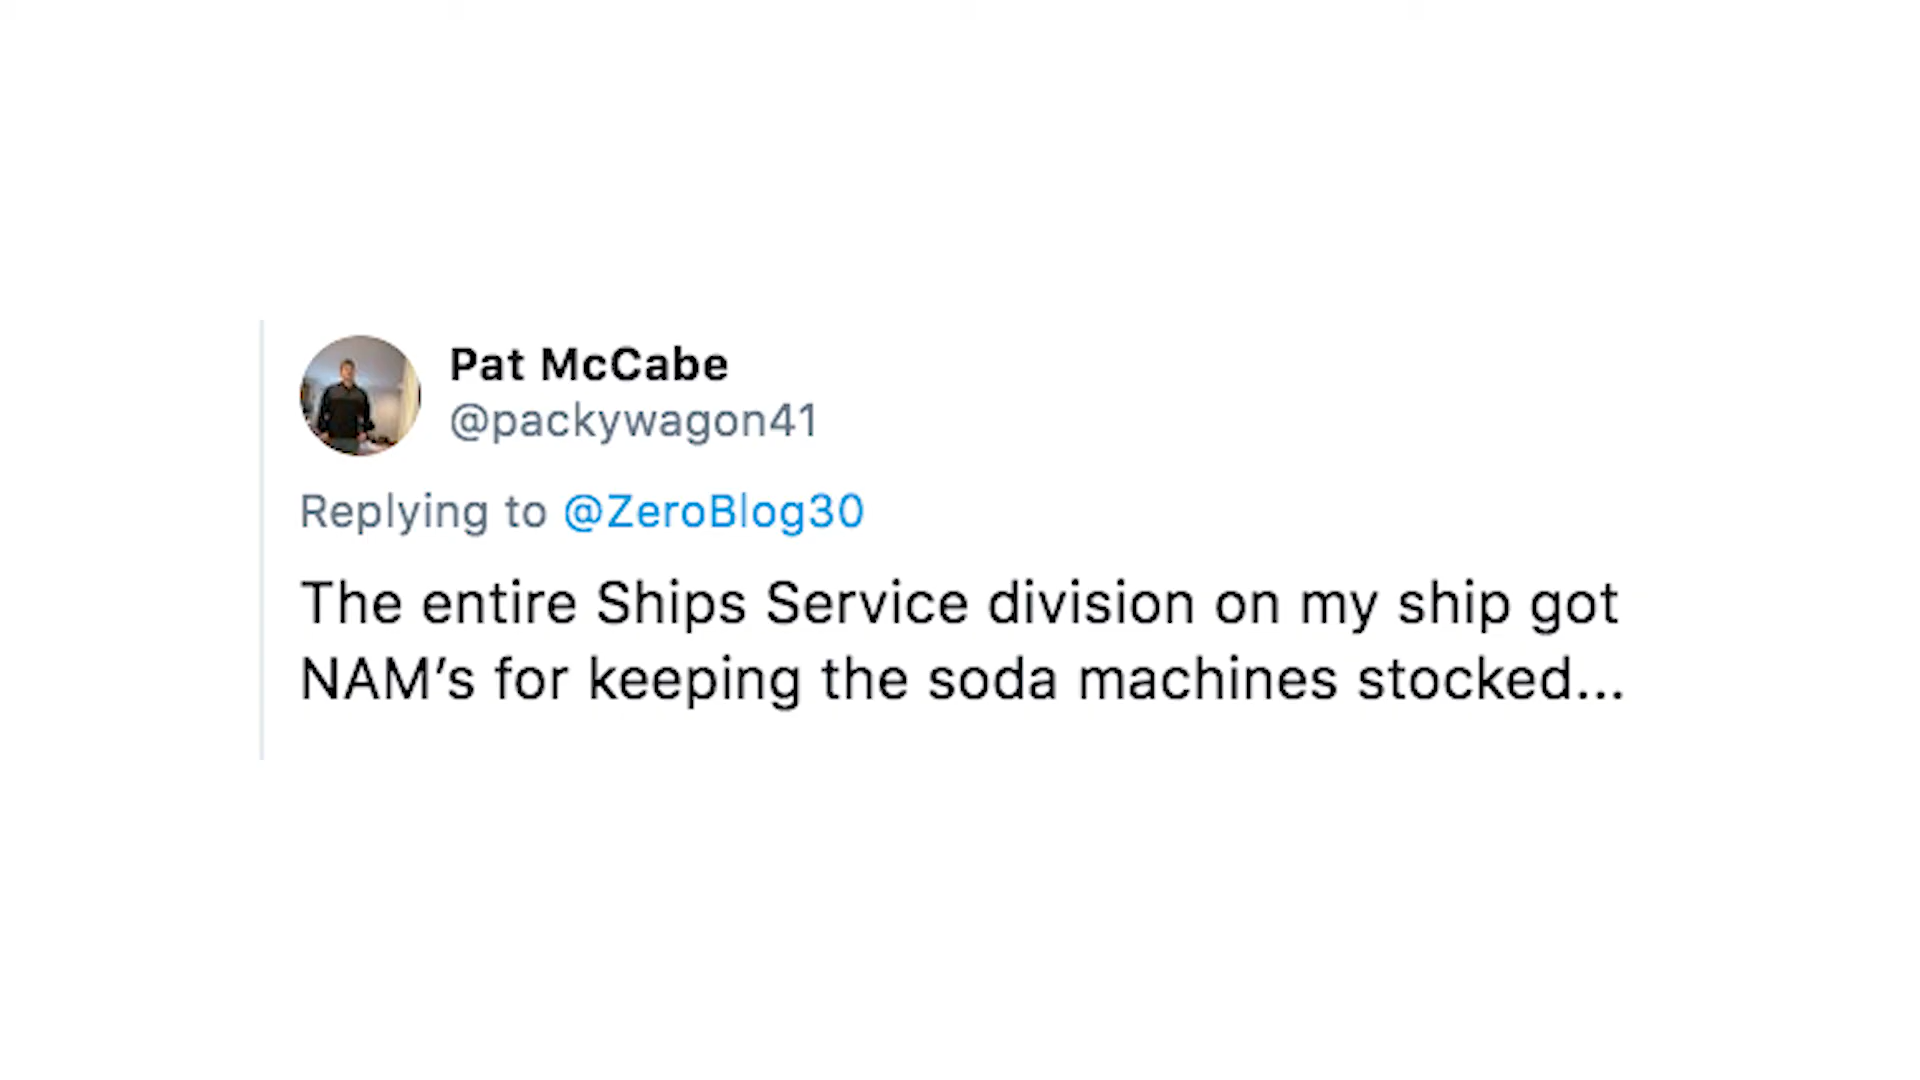 Pat McCabe
@packywagon41
Replying to @ZeroBlog30
The entire Ships Service division on my ship got
NAM’s for keeping the soda machines stocked...